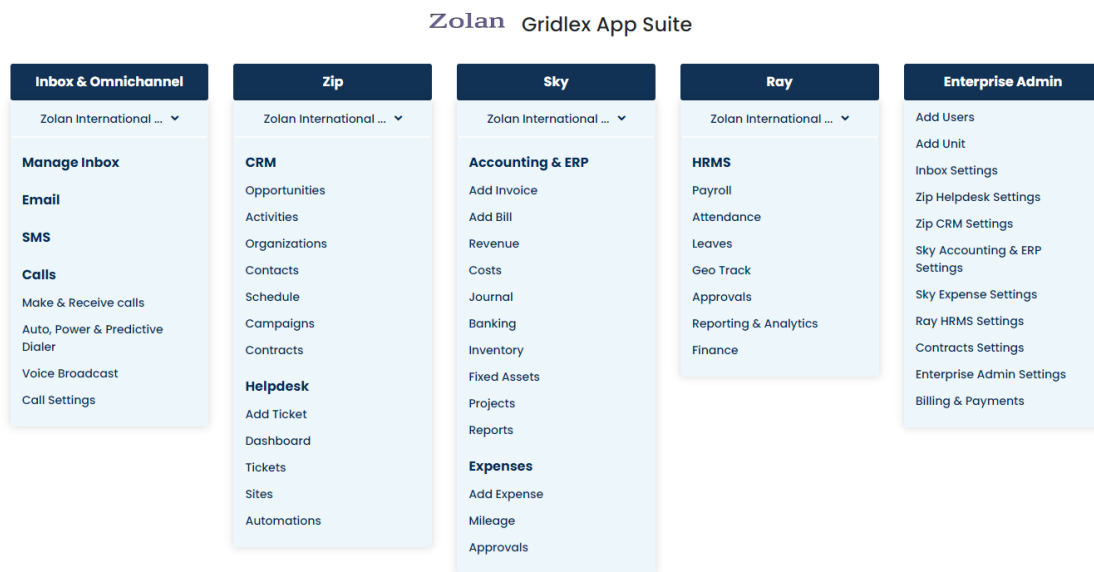 Zolan Gridlex App Suite
Inbox & Omnichannel
Zolan International ...
Manage Inbox
Email
SMS
Calls
Make & Receive calls
Auto, Power & Predictive
Dialer
Voice Broadcast
Call Settings
Zip
Zolan International ...
CRM
Opportunities
Activities
Organizations
Contacts
Schedule
Campaigns
Contracts
Helpdesk
Add Ticket
Dashboard
Tickets
Sites
Automations
Sky
Zolan International ...
Accounting & ERP
Add Invoice
Add Bill
Revenue
Costs
Journal
Banking
Inventory
Fixed Assets
Projects
Reports
Expenses
Add Expense
Mileage
Approvals
Ray
Zolan International ...
HRMS
Payroll
Attendance
Leaves
Geo Track
Approvals
Reporting & Analytics
Finance
Enterprise Admin
Add Users
Add Unit
Inbox Settings
Zip Helpdesk Settings
Zip CRM Settings
Sky Accounting & ERP
Settings
Sky Expense Settings
Ray HRMS Settings
Contracts Settings
Enterprise Admin Settings
Billing & Payments